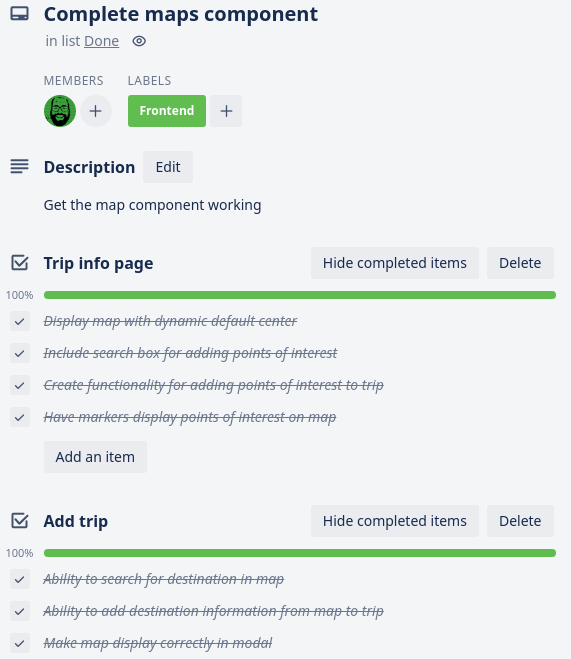 Complete maps component
in list Done
MEMBERS LABELS
Frontend
Description Edit
Get the map component working
Trip info page Hide completed items Delete
100%
Display map with dynamic default center
Include search box for adding points of interest
Create functionality for adding points of interest to trip
Have markers display points of interest on map
Add an item
Add trip Hide completed items Delete
100%
Ability to search for destination in map
Ability to add destination information from map to trip
Make map display correctly in modal